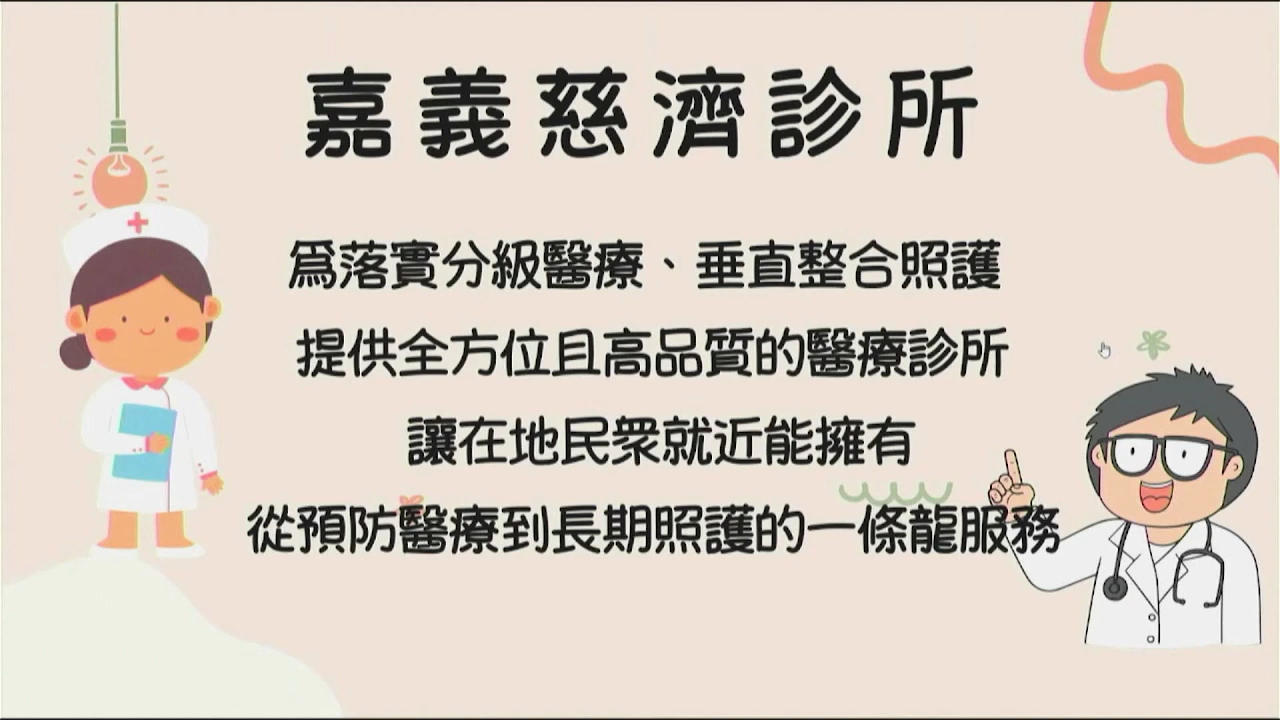 嘉義慈濟診所
爲落實分級醫療、垂直整合照護
提供全方位且高品質的醫療診所
讓在地民衆就近能擁有
從預防醫療到長期照護的一條龍服務